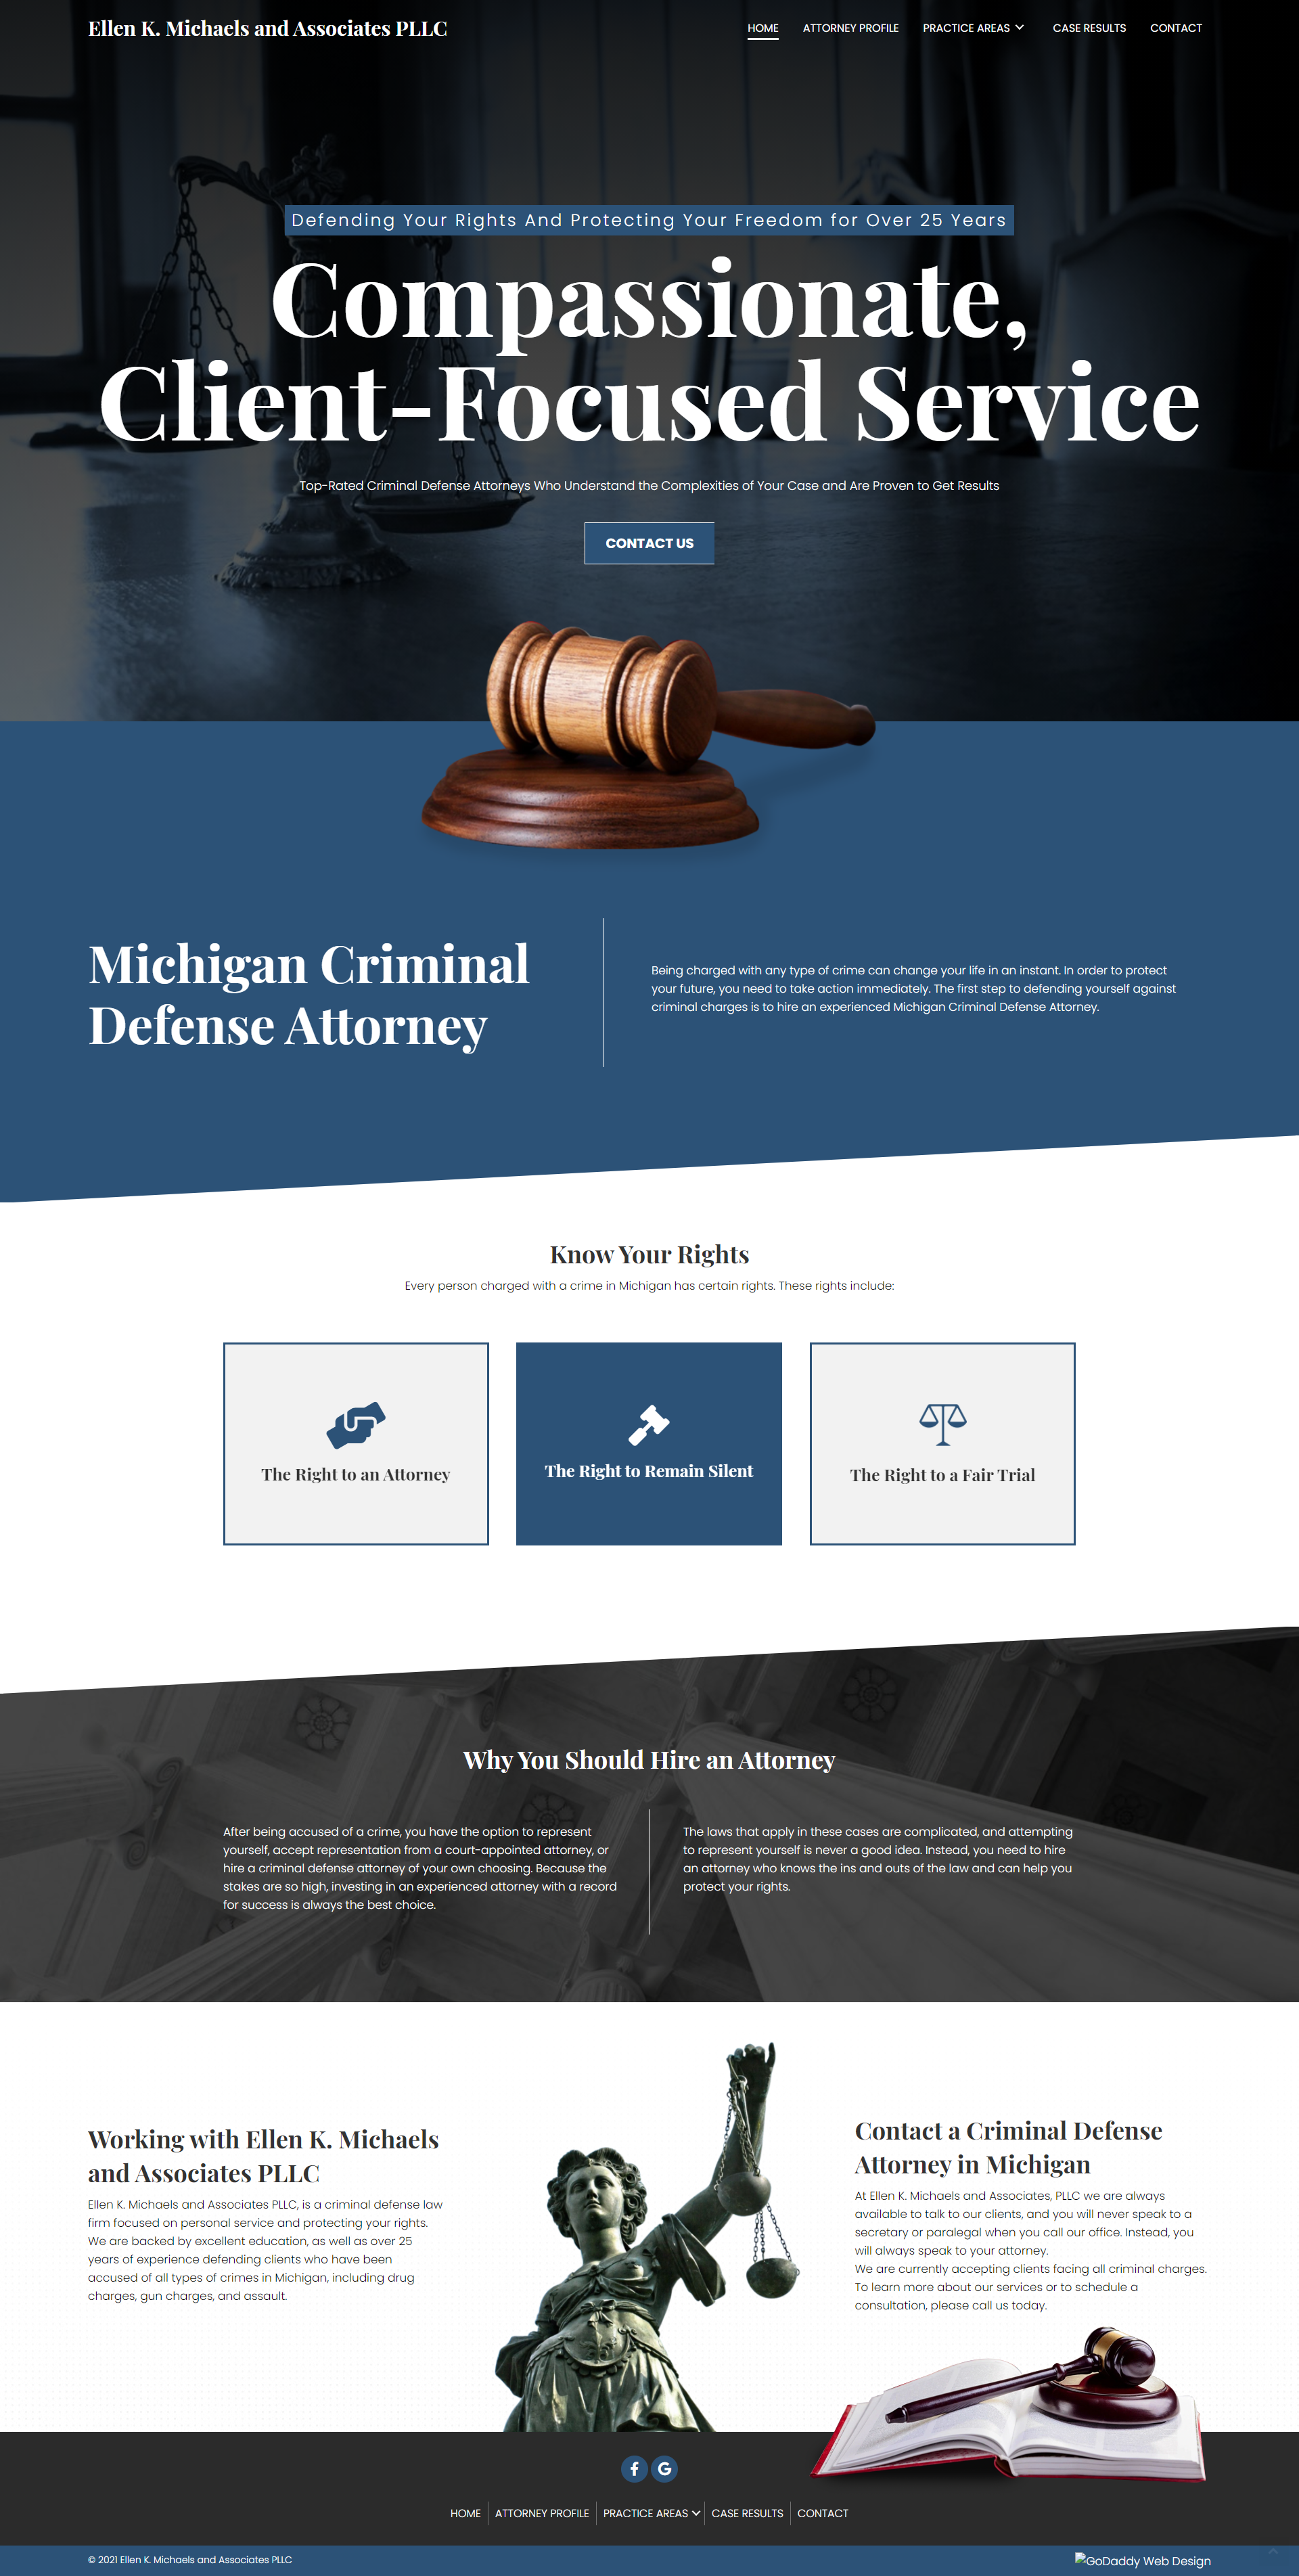 Ellen K. Michaels and Associates PLLC
HOME ATTORNEY PROFILE PRACTICE AREAS CASE RESULTS CONTACT
Defending Your Rights And Protecting Your Freedom for Over 25 Years
Compassionate,
Client-Focused Service
Top-Rated Criminal Defense Attorneys Who Understand the Complexities of Your Case and Are Proven to Get Results
CONTACT US
Michigan Criminal
Defense Attorney
Being charged with any type of crime can change your life in an instant. In order to protect
your future, you need to take action immediately. The first step to defending yourself against
criminal charges is to hire an experienced Michigan Criminal Defense Attorney.
Know Your Rights
Every person charged with a crime in Michigan has certain rights. These rights include:
The Right to an Attorney
The Right to Remain Silent
The Right to a Fair Trial
Why You Should Hire an Attorney
After being accused of a crime, you have the option to represent
yourself, accept representation from a court-appointed attorney, or
hire a criminal defense attorney of your own choosing. Because the
stakes are so high, investing in an experienced attorney with a record
for success is always the best choice.
The laws that apply in these cases are complicated, and attempting
to represent yourself is never a good idea. Instead, you need to hire
an attorney who knows the ins and outs of the law and can help you
protect your rights.
Working with Ellen K. Michaels
and Associates PLLC
Ellen K. Michaels and Associates PLLC, is a criminal defense law
firm focused on personal service and protecting your rights.
We are backed by excellent education, as well as over 25
years of experience defending clients who have been
accused of all types of crimes in Michigan, including drug
charges, gun charges, and assault.
Contact a Criminal Defense
Attorney in Michigan
At Ellen K. Michaels and Associates, PLLC we are always
available to talk to our clients, and you will never speak to a
secretary or paralegal when you call our office. Instead, you
will always speak to your attorney.
We are currently accepting clients facing all criminal charges.
To learn more about our services or to schedule a
consultation, please call us today.
HOME ATTORNEY PROFILE PRACTICE AREAS CASE RESULTS CONTACT
© 2021 Ellen K. Michaels and Associates PLLC
GoDaddy Web Design